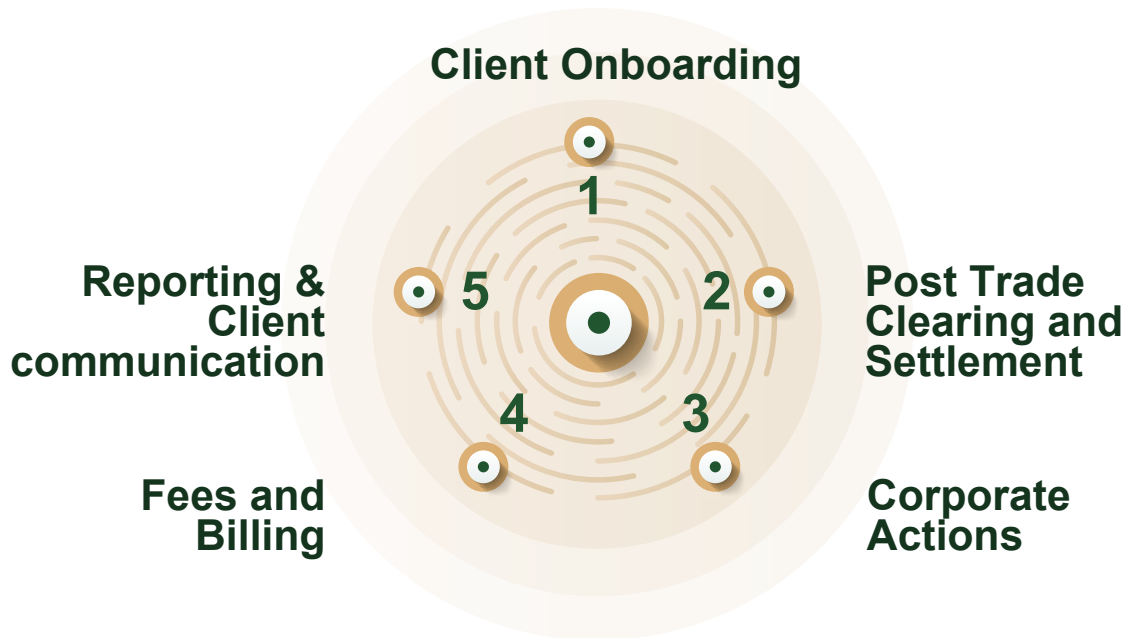 Client Onboarding
1
Post Trade
Clearing and
Settlement
2
Corporate
Actions
3
Fees and
Billing
4
Reporting &
Client
communication
5